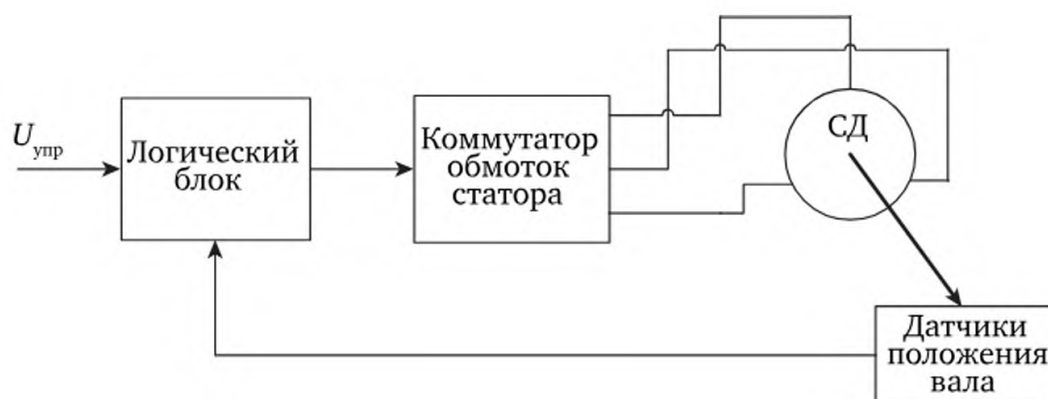 U упр
Логический
блок
Коммутатор
обмоток
статора
СД
Датчики
положения
вала